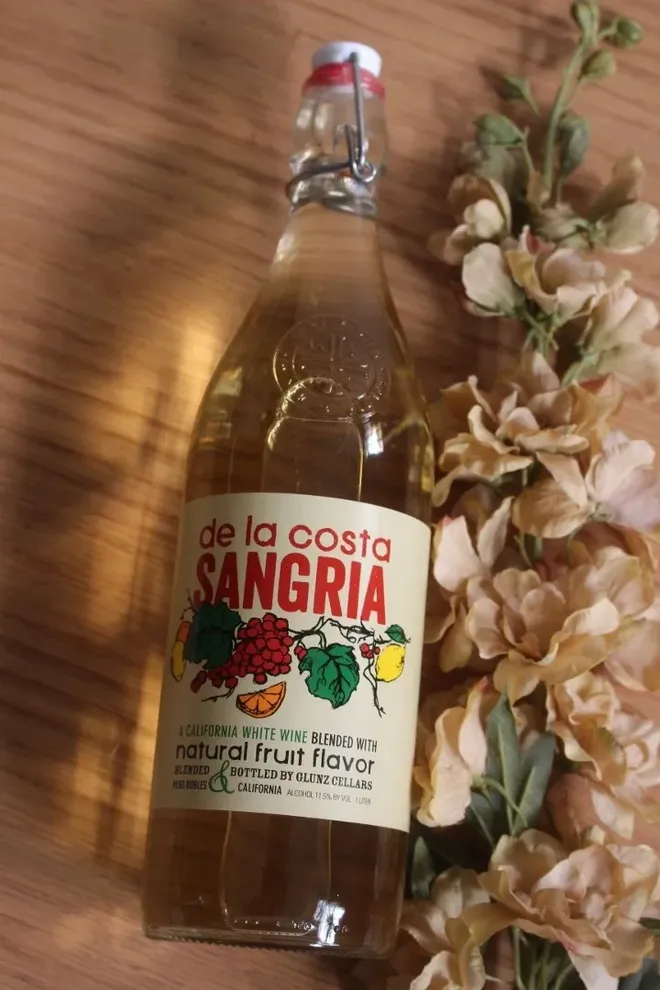 de la costa
SANGRIA
A CALIFORNIA WHITE WINE BLENDED WITH
natural fruit flavor
BLENDED & BOTTLED BY GLUNZ CELLARS
PASO ROBLES CALIFORNIA ALCOHOL 11.5% BY VOL. 1 LITER